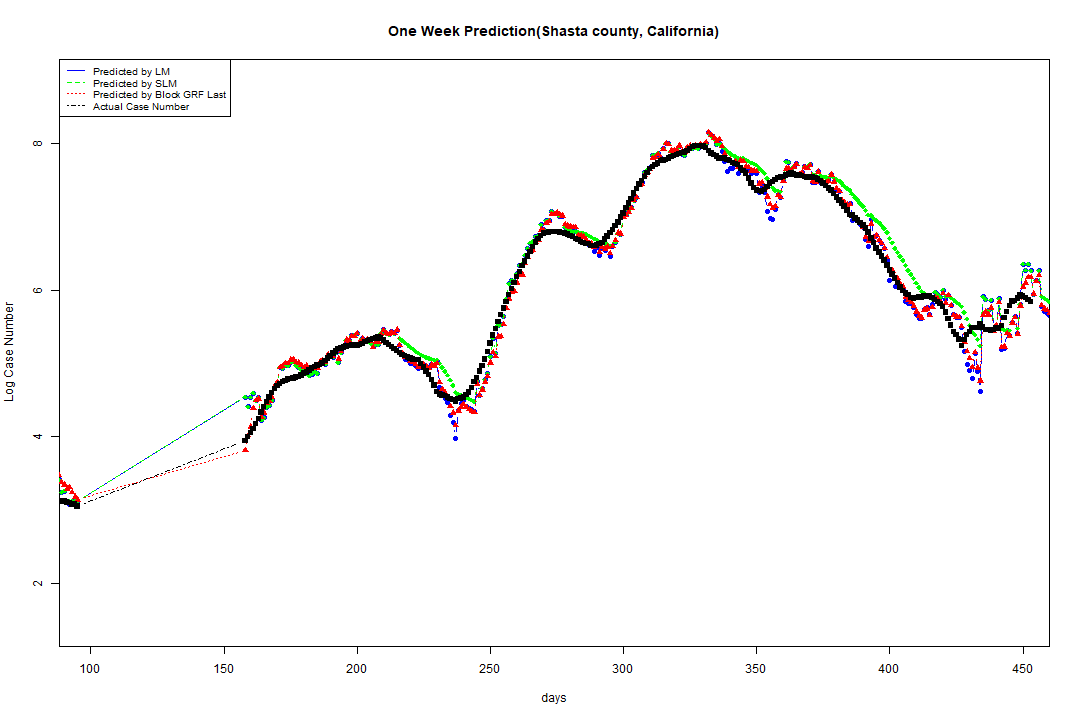 One Week Prediction(Shasta county, California)
Predicted by LM
Predicted by SLM
Predicted by Block GRF Last
Actual Case Number
Log Case Number
8
6
4
2
100 150 200 250 300 350 400 450
days